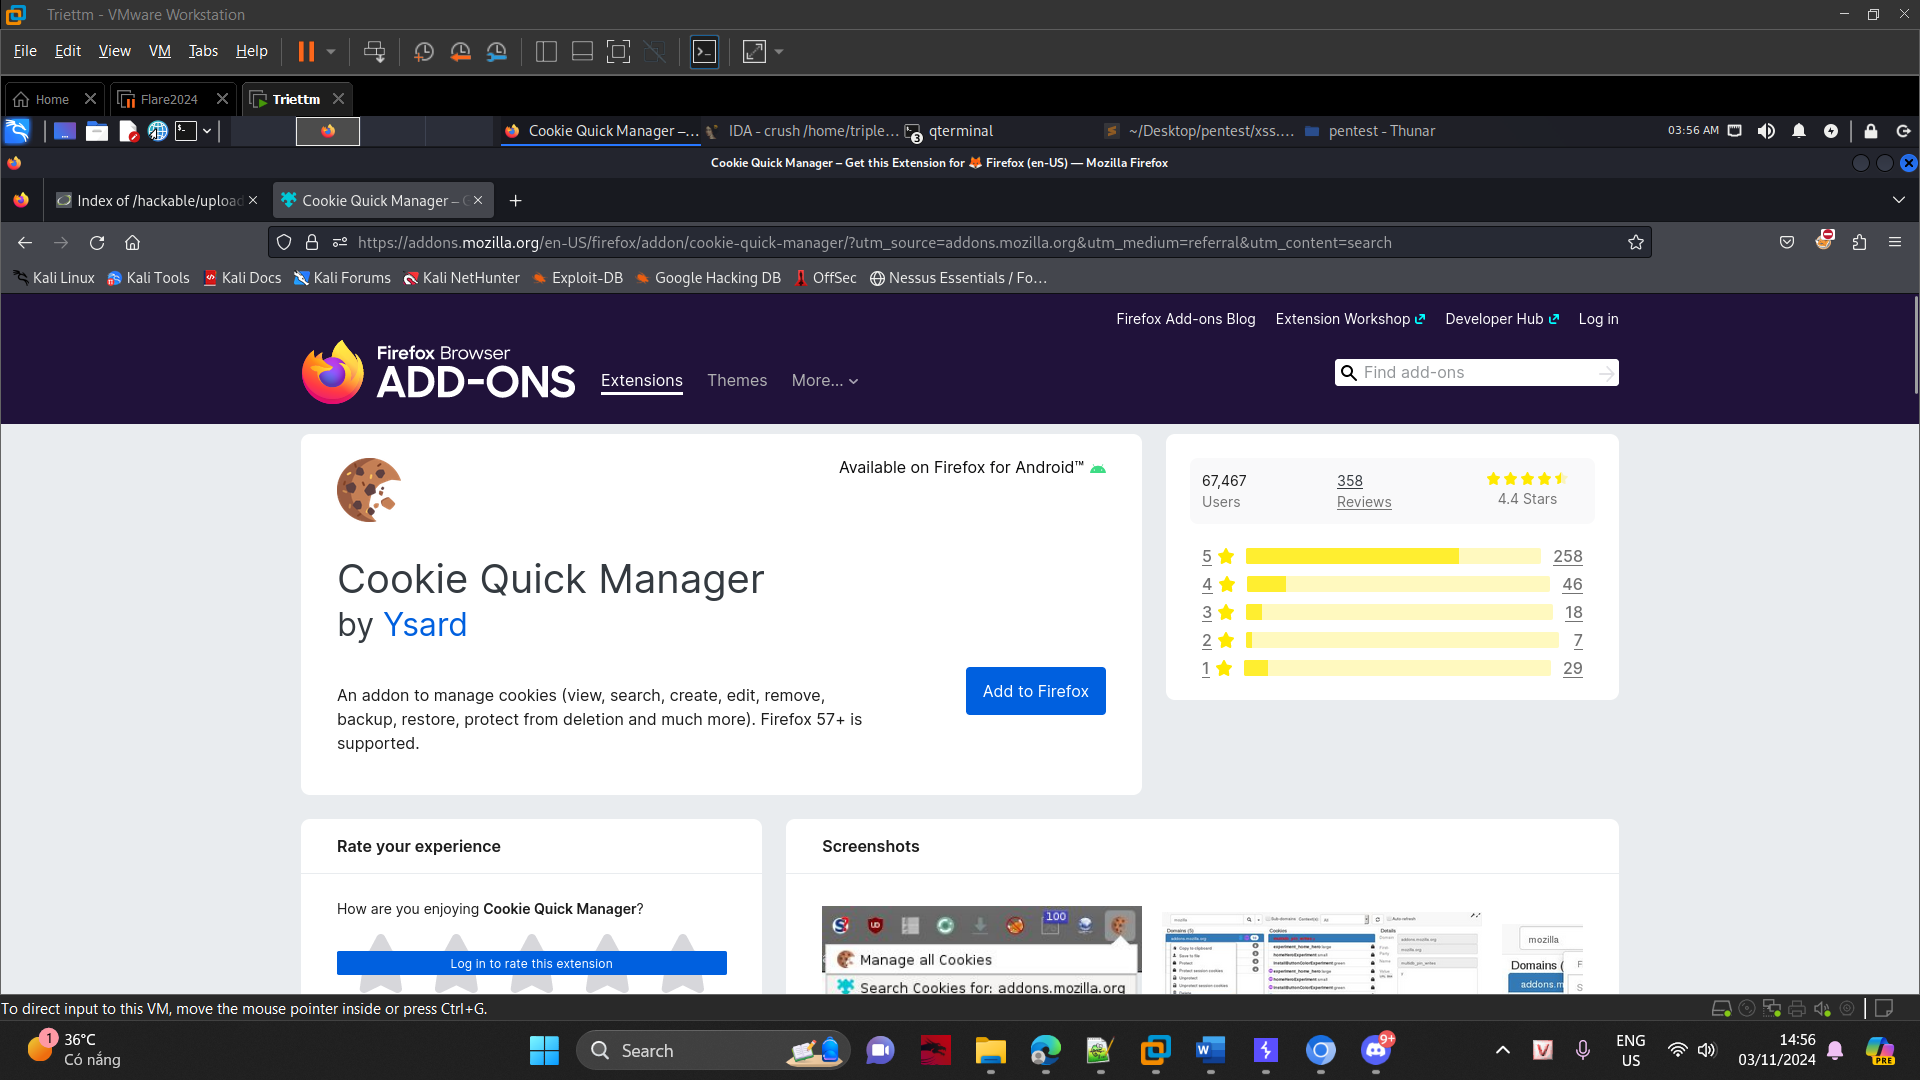 Triettm - VMware Workstation
File Edit View VM Tabs Help
Home Flare2024 Triettm
Cookie Quick Manager –... IDA - crush /home/triple... 3 qterminal ~/Desktop/pentest/xss.... pentest - Thunar 03:56 AM
Cookie Quick Manager – Get this Extension for 🦊 Firefox (en-US) — Mozilla Firefox
Index of /hackable/upload Cookie Quick Manager –
https://addons.mozilla.org/en-US/firefox/addon/cookie-quick-manager/?utm_source=addons.mozilla.org&utm_medium=referral&utm_content=search
Kali Linux Kali Tools Kali Docs Kali Forums Kali NetHunter Exploit-DB Google Hacking DB OffSec Nessus Essentials / Fo...
Firefox Add-ons Blog Extension Workshop Developer Hub Log in
Firefox Browser
ADD-ONS
Extensions Themes More... Find add-ons
Available on Firefox for Android™
Cookie Quick Manager
by Ysard
An addon to manage cookies (view, search, create, edit, remove,
backup, restore, protect from deletion and much more). Firefox 57+ is
supported.
Add to Firefox
67,467 358
Users Reviews 4.4 Stars
5 258
4 46
3 18
2 7
1 29
Rate your experience
How are you enjoying Cookie Quick Manager?
Log in to rate this extension
Screenshots
100
Manage all Cookies
Search Cookies for: addons.mozilla.org
mozilla
Domains (5) Cookies Details
mozilla
Domains (
addons.m
To direct input to this VM, move the mouse pointer inside or press Ctrl+G.
1 36°C
Có nắng
Search
9+
ENG
US
14:56
03/11/2024
PRE